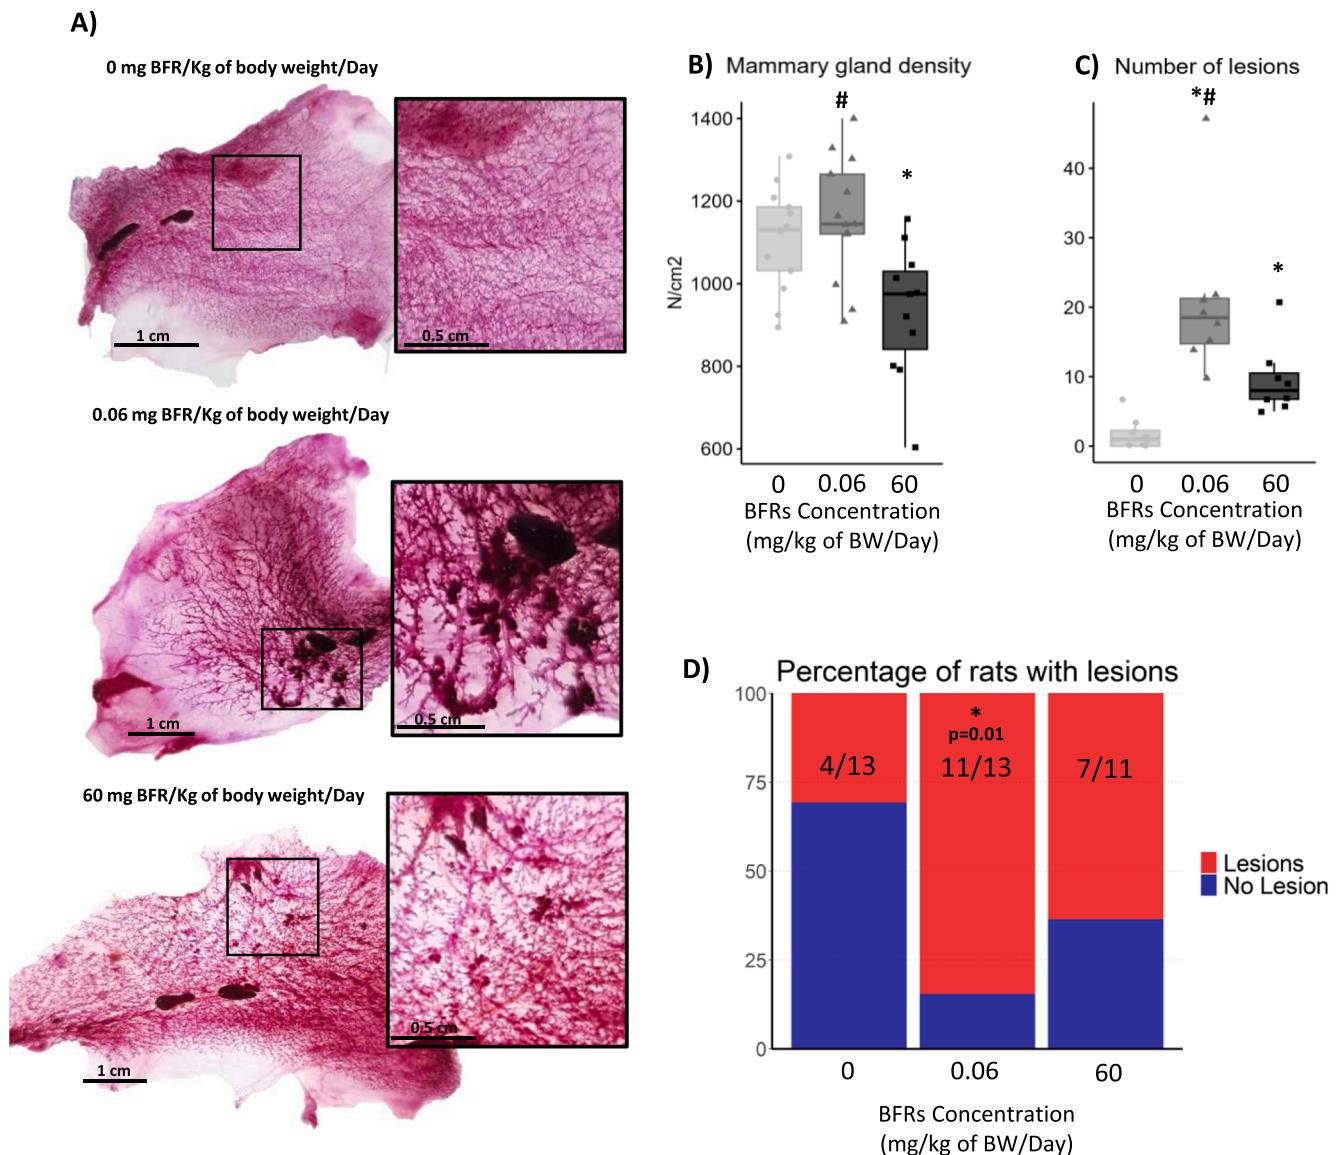 A)
0 mg BFR/Kg of body weight/Day
1 cm
0.5 cm
0.06 mg BFR/Kg of body weight/Day
1 cm
0.5 cm
60 mg BFR/Kg of body weight/Day
1 cm
0.5 cm
B) Mammary gland density
#
*
N/cm2
1400
1200
1000
800
600
0 0.06 60
BFRs Concentration
(mg/kg of BW/Day)
C) Number of lesions
*#
*
40
30
20
10
0
0 0.06 60
BFRs Concentration
(mg/kg of BW/Day)
D) Percentage of rats with lesions
100
75
50
25
0
*
p=0.01
4/13 11/13 7/11
Lesions
No Lesion
0 0.06 60
BFRs Concentration
(mg/kg of BW/Day)